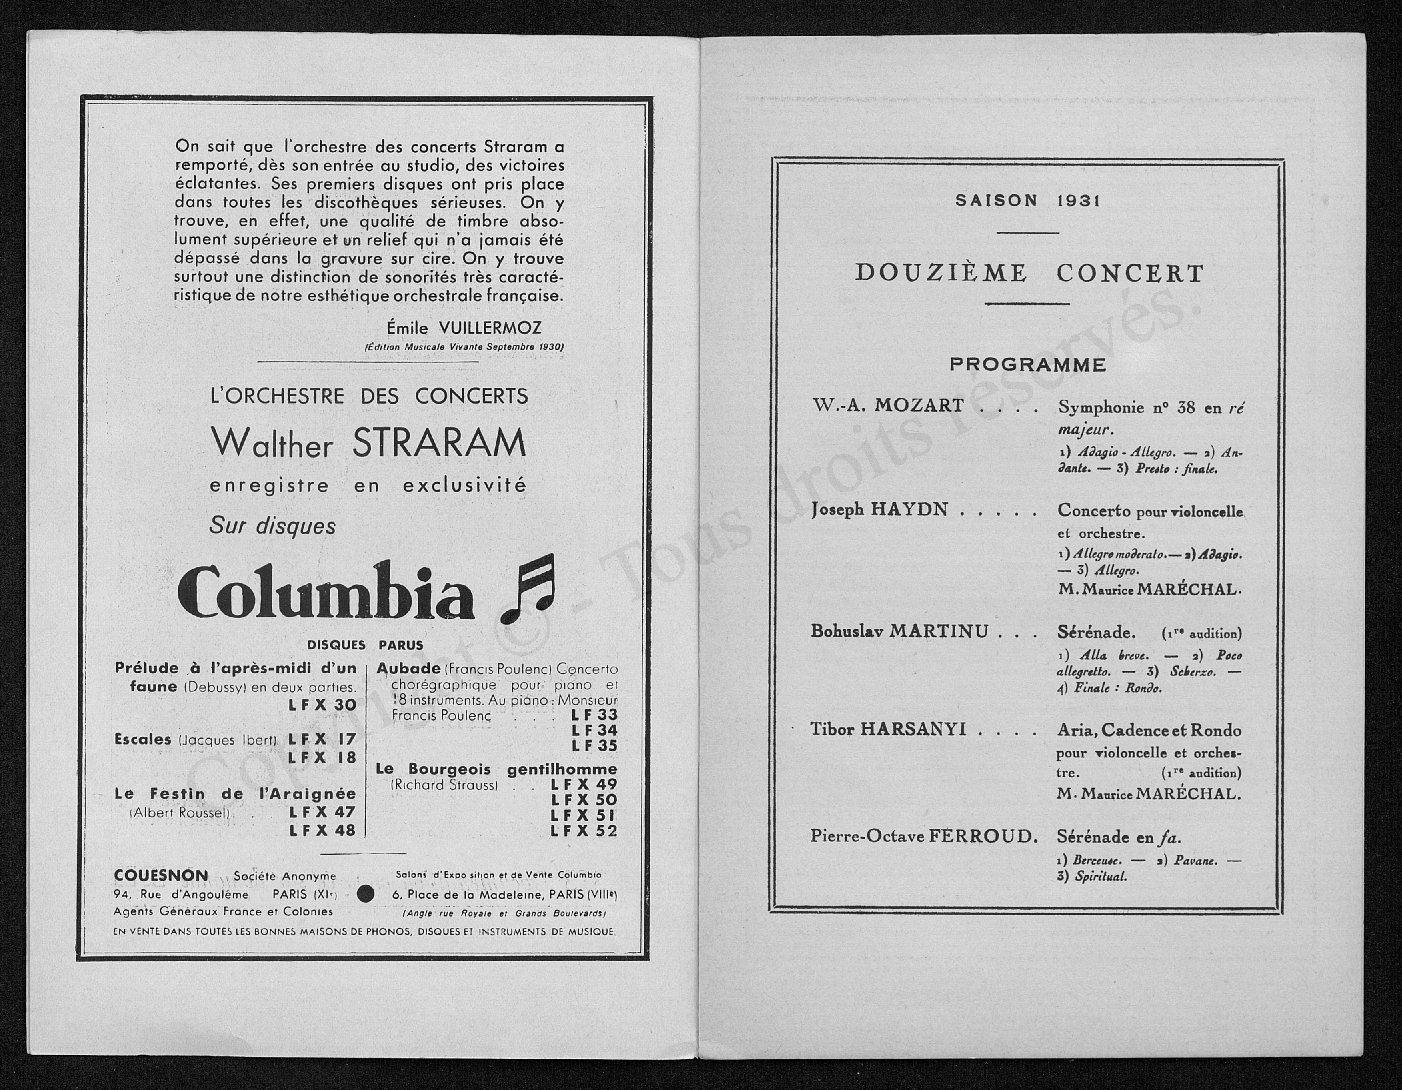 On sait que l'orchestre des concerts Straram a
remporté, dès son entrée au studio, des victoires
éclatantes. Ses premiers disques ont pris place
dans toutes les discothèques sérieuses. On y
trouve, en effet, une qualité de timbre abso-
lument supérieure et un relief qui n'a jamais été
dépassé dans la gravure sur cire. On y trouve
surtout une distinction de sonorités très caracté-
ristique de notre esthétique orchestrale française.
Émile VUILLERMOZ
(Édition Musicale Vivante Septembre 1930)
L'ORCHESTRE DES CONCERTS
Walther STRARAM
enregistre en exclusivité
Sur disques
Columbia
DISQUES PARUS
Prélude à l'après-midi d'un
faune (Debussy) en deux parties.
LFX 30
Escales (Jacques Ibert) LFX 17
LFX 18
Le Festin de l'Araignée
(Albert Roussel). . LFX 47
LFX 48
Aubade (Francis Poulenc) Concerto
chorégraphique pour piano et
18 instruments. Au piano : Monsieur
Francis Poulenc . . . LF 33
LF 34
LF 35
Le Bourgeois gentilhomme
(Richard Strauss) . . LFX 49
LFX 50
LFX 51
LFX 52
COUESNON Société Anonyme
94, Rue d'Angoulême PARIS (XIe)
Agents Généraux France et Colonies
Salons d'Exposition et de Vente Columbia
6, Place de la Madeleine, PARIS (VIIIe)
(Angle rue Royale et Grands Boulevards)
EN VENTE DANS TOUTES LES BONNES MAISONS DE PHONOS, DISQUES ET INSTRUMENTS DE MUSIQUE.
SAISON 1931
DOUZIÈME CONCERT
PROGRAMME
W.-A. MOZART . . . . Symphonie n° 38 en ré
majeur.
1) Adagio - Allegro. — 2) An-
dante. — 3) Presto : finale.
Joseph HAYDN . . . . . Concerto pour violoncelle
et orchestre.
1) Allegro moderato. — 2) Adagio.
— 3) Allegro.
M. Maurice MARÉCHAL.
Bohuslav MARTINU . . . Sérénade. (1re audition)
1) Alla breve. — 2) Poco
allegretto. — 3) Scherzo. —
4) Finale : Rondo.
Tibor HARSANYI . . . . Aria, Cadence et Rondo
pour violoncelle et orches-
tre. (1re audition)
M. Maurice MARÉCHAL.
Pierre-Octave FERROUD. Sérénade en fa.
1) Berceuse. — 2) Pavane. —
3) Spiritual.
Copyright © - Tous droits réservés.